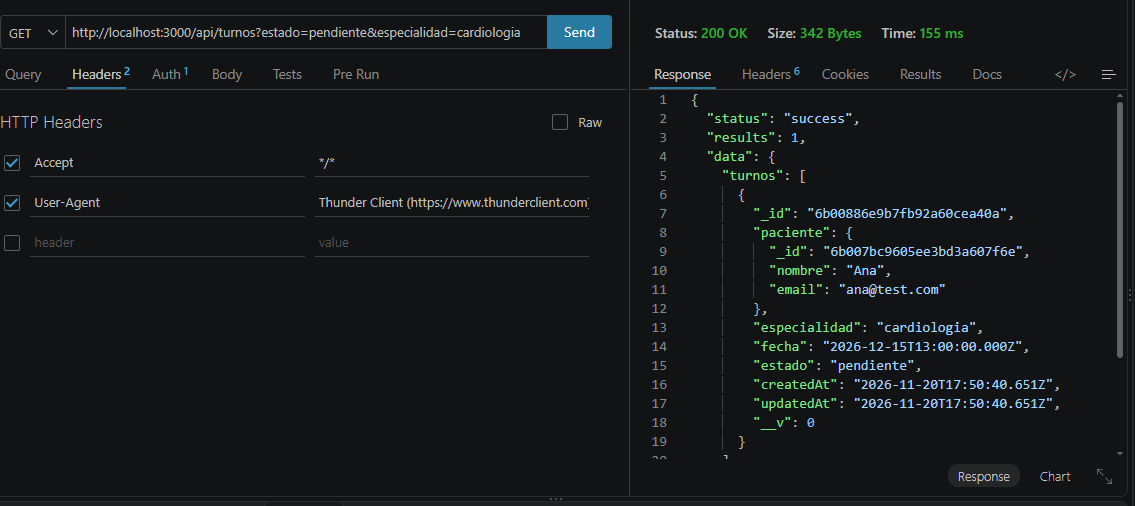 GET http://localhost:3000/api/turnos?estado=pendiente&especialidad=cardiologia Send
Query Headers 2 Auth 1 Body Tests Pre Run
HTTP Headers Raw
Accept */*
User-Agent Thunder Client (https://www.thunderclient.com)
header value
Status: 200 OK Size: 342 Bytes Time: 155 ms
Response Headers 6 Cookies Results Docs </>
1 {
2 "status": "success",
3 "results": 1,
4 "data": {
5 "turnos": [
6 {
7 "_id": "6b00886e9b7fb92a60cea40a",
8 "paciente": {
9 "_id": "6b007bc9605ee3bd3a607f6e",
10 "nombre": "Ana",
11 "email": "ana@test.com"
12 },
13 "especialidad": "cardiologia",
14 "fecha": "2026-12-15T13:00:00.000Z",
15 "estado": "pendiente",
16 "createdAt": "2026-11-20T17:50:40.651Z",
17 "updatedAt": "2026-11-20T17:50:40.651Z",
18 "__v": 0
19 }
20 ]
Response Chart